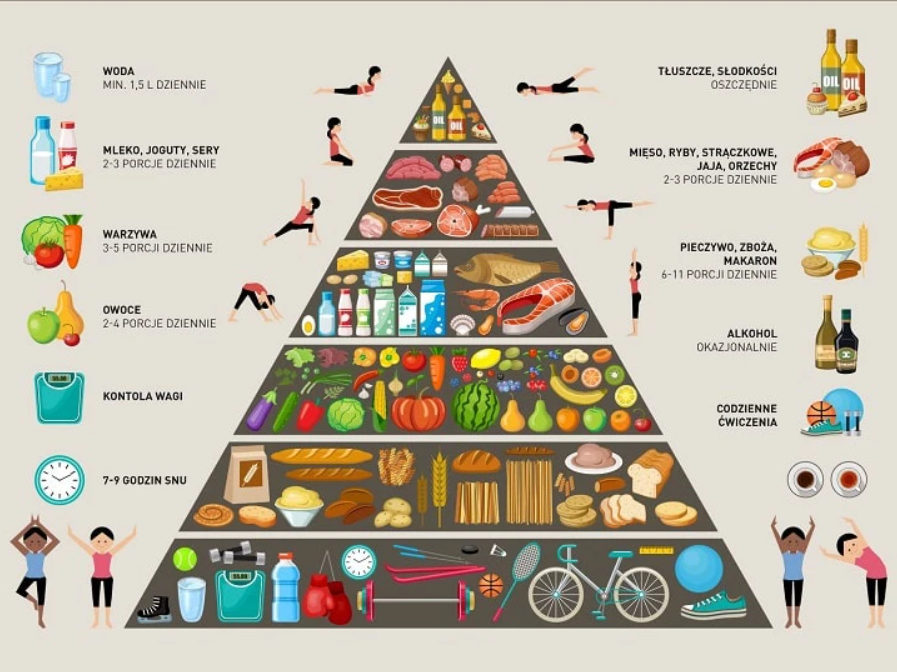 WODA
MIN. 1,5 L DZIENNIE
MLEKO, JOGUTY, SERY
2-3 PORCJE DZIENNIE
WARZYWA
3-5 PORCJI DZIENNIE
OWOCE
2-4 PORCJE DZIENNIE
KONTOLA WAGI
7-9 GODZIN SNU
TŁUSZCZE, SŁODKOŚCI
OSZCZĘDNIE
MIĘSO, RYBY, STRĄCZKOWE,
JAJA, ORZECHY
2-3 PORCJE DZIENNIE
PIECZYWO, ZBOŻA,
MAKARON
6-11 PORCJI DZIENNIE
ALKOHOL
OKAZJONALNIE
CODZIENNE
ĆWICZENIA
OIL
OIL
OIL
OIL